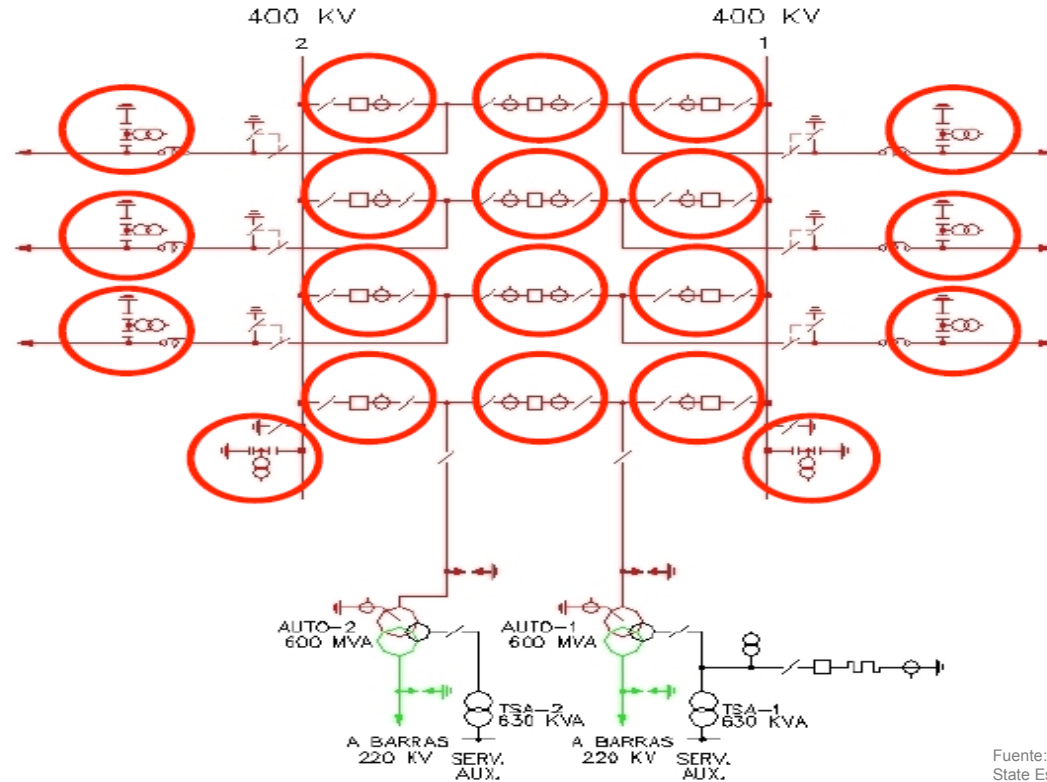 400 KV
400 KV
2
1
AUTO-2
600 MVA
AUTO-1
600 MVA
TSA-2
630 KVA
TSA-1
630 KVA
A BARRAS
220 KV
SERV.
AUX.
A BARRAS
220 KV
SERV.
AUX.
Fuente:
State